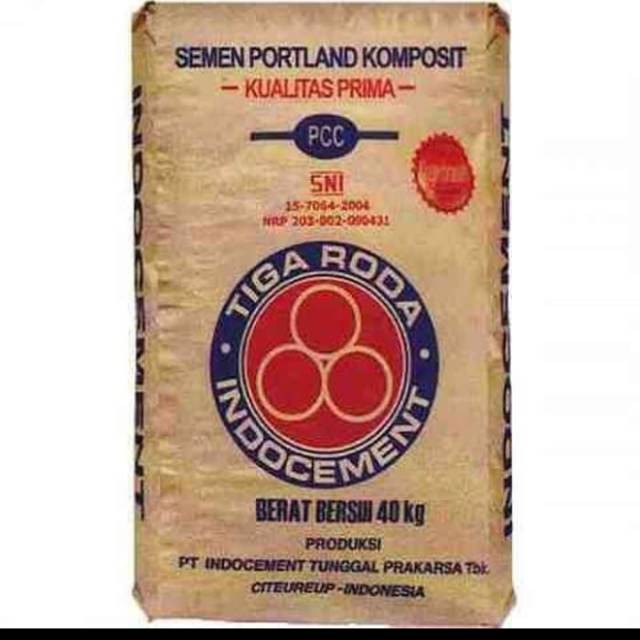 SEMEN PORTLAND KOMPOSIT
— KUALITAS PRIMA —
PCC
SNI
15-7064-2004
NRP 203-002-090431
TIGA RODA
INDOCEMENT
BERAT BERSIH 40 kg
PRODUKSI
PT INDOCEMENT TUNGGAL PRAKARSA Tbk.
CITEUREUP - INDONESIA
INDOCEMENT
INDOCEMENT